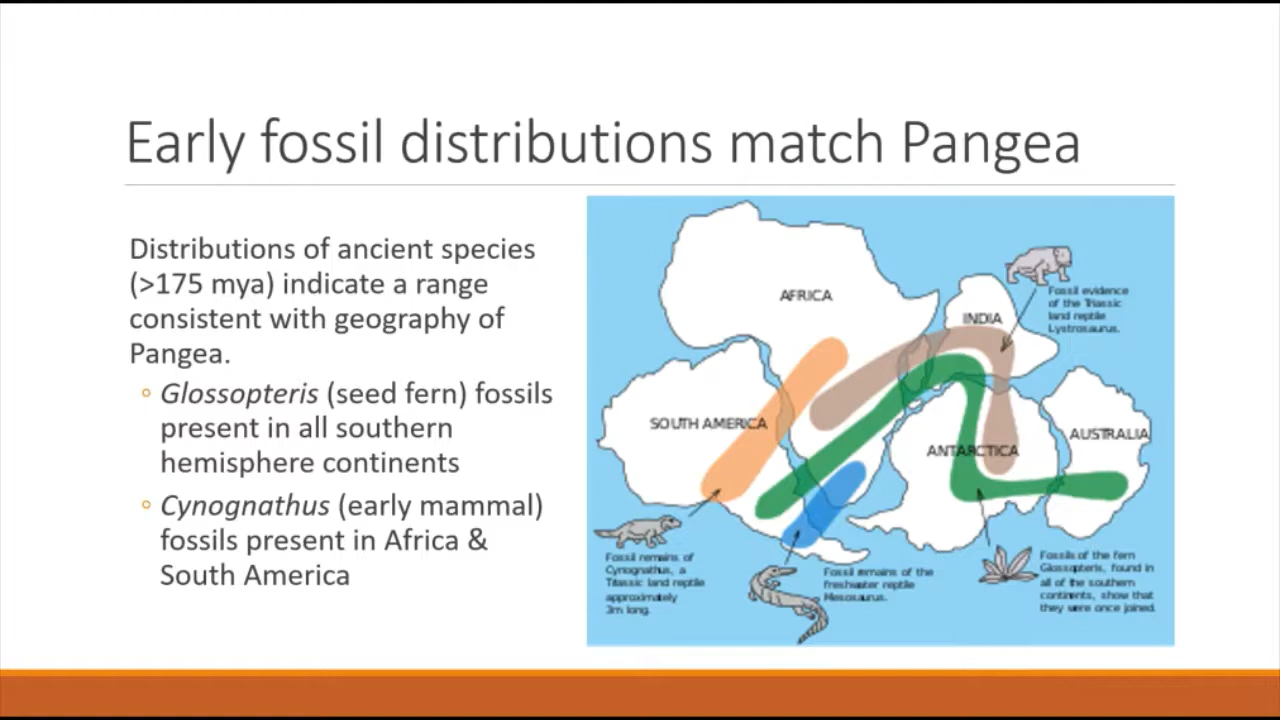 Early fossil distributions match Pangea
Distributions of ancient species
(>175 mya) indicate a range
consistent with geography of
Pangea.
◦ Glossopteris (seed fern) fossils
present in all southern
hemisphere continents
◦ Cynognathus (early mammal)
fossils present in Africa &
South America
AFRICA
INDIA
SOUTH AMERICA
ANTARCTICA
AUSTRALIA
Fossil evidence
of the Triassic
land reptile
Lystrosaurus.
Fossil remains of
Cynognathus, a
Triassic land reptile
approximately
3m long.
Fossil remains of the
freshwater reptile
Mesosaurus.
Fossils of the fern
Glossopteris, found in
all of the southern
continents, show that
they were once joined.